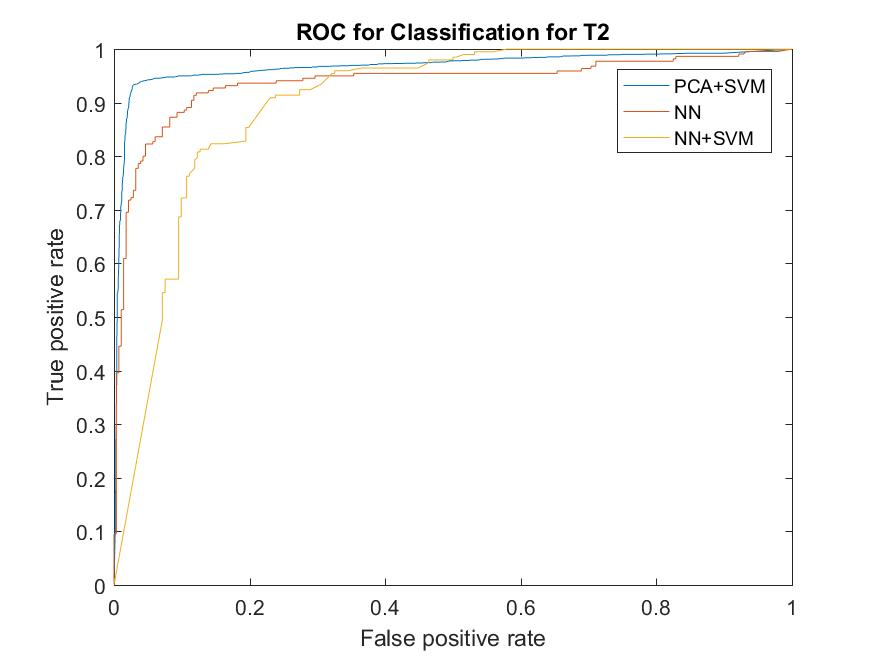 ROC for Classification for T2
True positive rate
1
0.9
0.8
0.7
0.6
0.5
0.4
0.3
0.2
0.1
0
PCA+SVM
NN
NN+SVM
0 0.2 0.4 0.6 0.8 1
False positive rate